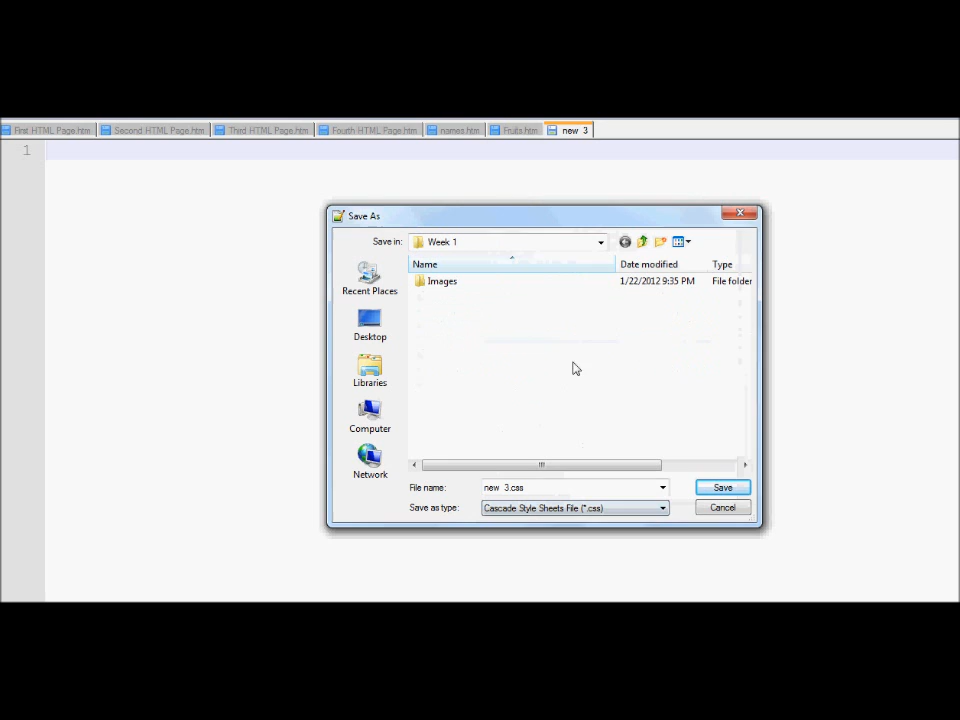 First HTML Page.htm Second HTML Page.htm Third HTML Page.htm Fourth HTML Page.htm names.htm Fruits.htm new 3
1
Save As
Save in: Week 1
Name Date modified Type
Images 1/22/2012 9:35 PM File folder
Recent Places
Desktop
Libraries
Computer
Network
File name: new 3.css Save
Save as type: Cascade Style Sheets File (*.css) Cancel